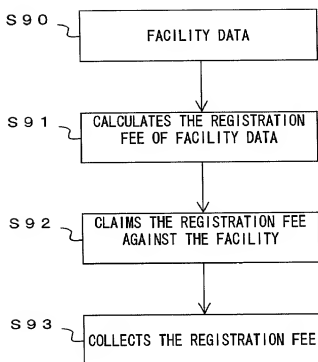 S90
FACILITY DATA
S91
CALCULATES THE REGISTRATION
FEE OF FACILITY DATA
S92
CLAIMS THE REGISTRATION FEE
AGAINST THE FACILITY
S93
COLLECTS THE REGISTRATION FEE